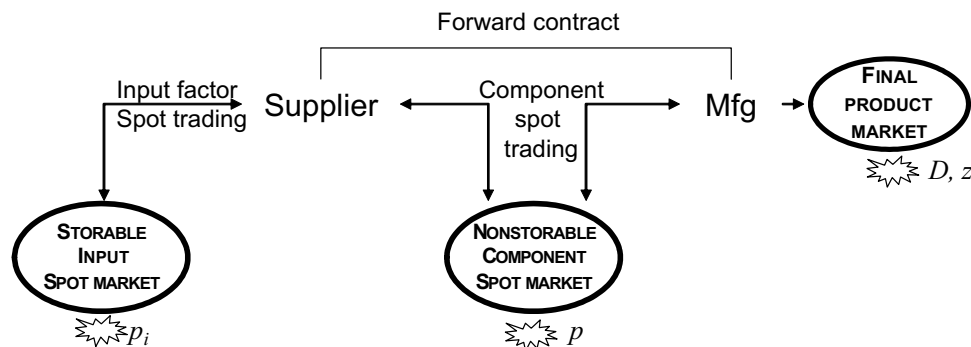 Forward contract
Input factor
Spot trading
Supplier
Component
spot
trading
Mfg
FINAL
PRODUCT
MARKET
D, z
STORABLE
INPUT
SPOT MARKET
NONSTORABLE
COMPONENT
SPOT MARKET
pi
p